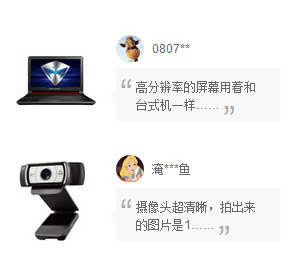 0807**
高分辨率的屏幕用着和
台式机一样......
淹***鱼
摄像头超清晰，拍出来
的图片是1......